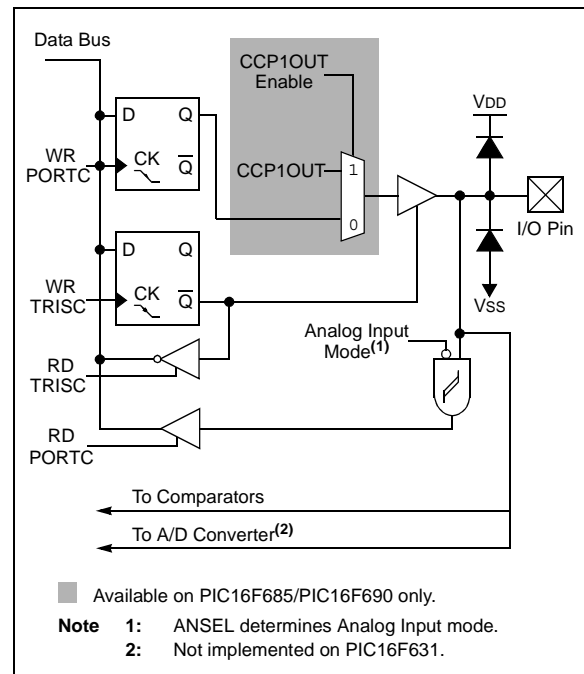 Data Bus
CCP1OUT
Enable
VDD
D Q
WR
PORTC
CK Q
CCP1OUT
1
0
I/O Pin
D Q
WR
TRISC
CK Q
VSS
Analog Input
Mode(1)
RD
TRISC
RD
PORTC
To Comparators
To A/D Converter(2)
Available on PIC16F685/PIC16F690 only.
Note 1: ANSEL determines Analog Input mode.
2: Not implemented on PIC16F631.